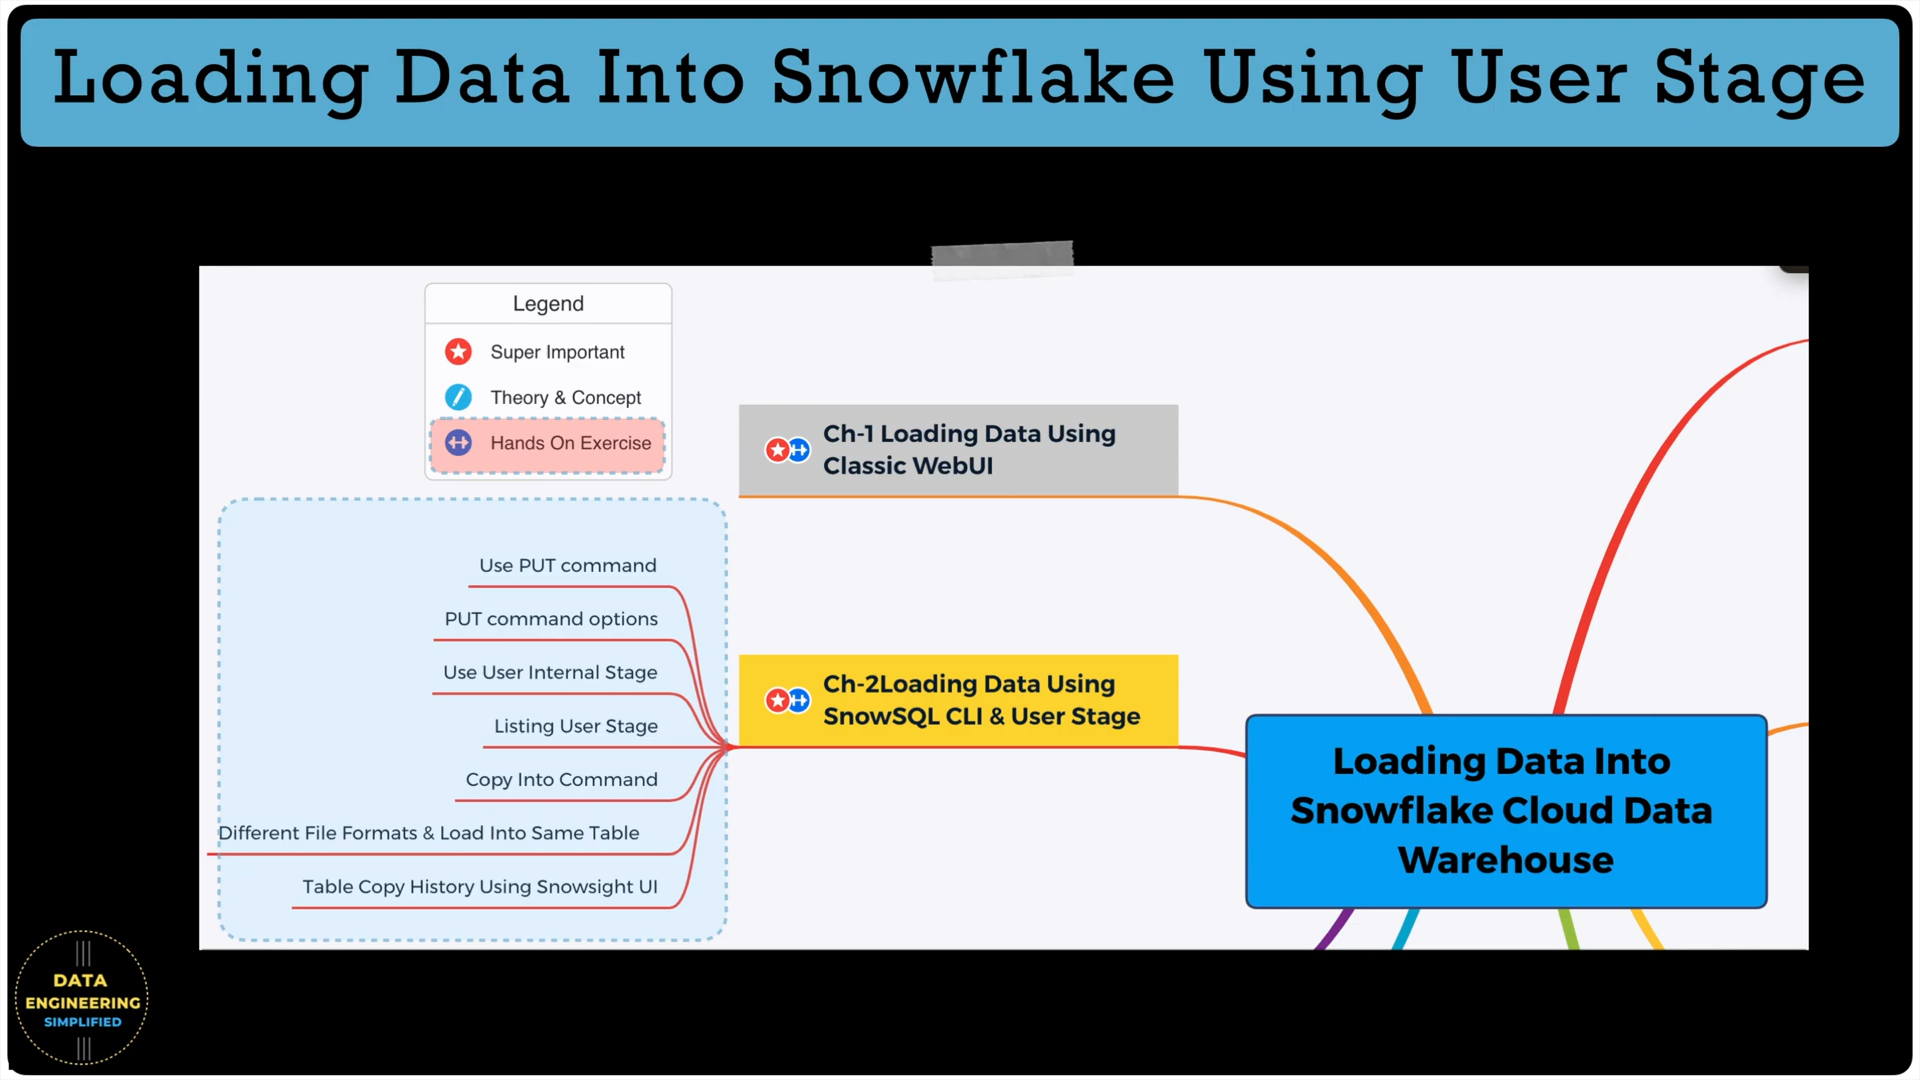 Loading Data Into Snowflake Using User Stage
Legend
Super Important
Theory & Concept
Hands On Exercise
Ch-1 Loading Data Using
Classic WebUI
Use PUT command
PUT command options
Use User Internal Stage
Listing User Stage
Copy Into Command
Different File Formats & Load Into Same Table
Table Copy History Using Snowsight UI
Ch-2Loading Data Using
SnowSQL CLI & User Stage
Loading Data Into
Snowflake Cloud Data
Warehouse
DATA
ENGINEERING
SIMPLIFIED